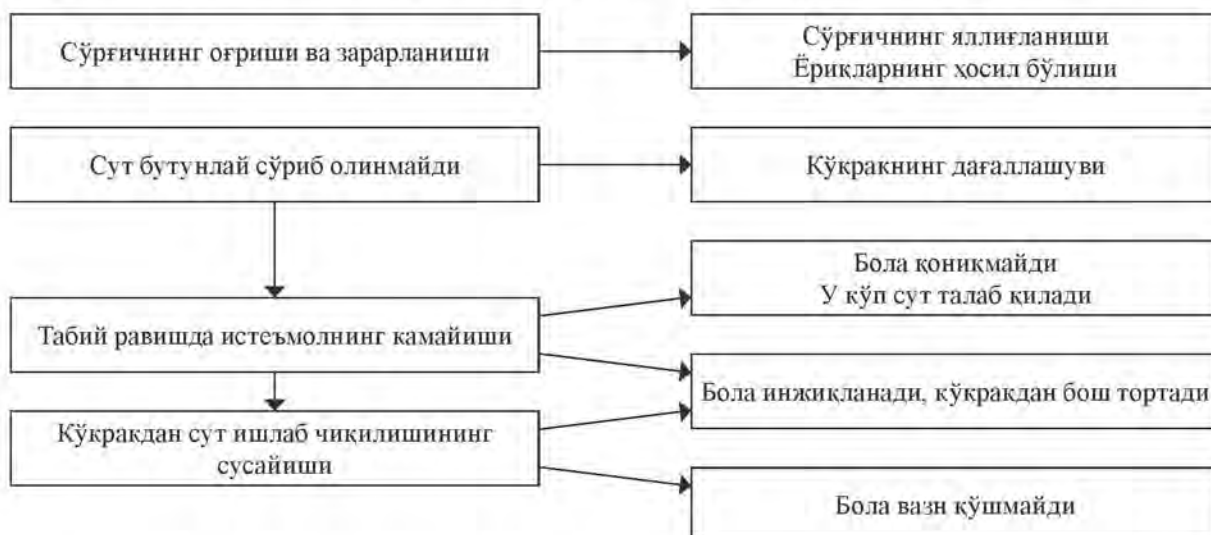 Сўрғичнинг оғриши ва зарарланиши
Сўрғичнинг яллиғланиши
Ёриқларнинг ҳосил бўлиши
Сут бутунлай сўриб олинмайди
Кўкракнинг дағаллашуви
Бола қониқмайди
У кўп сут талаб қилади
Табий равишда истеъмолнинг камайиши
Бола инжиқланади, кўкракдан бош тортади
Кўкракдан сут ишлаб чиқилишининг
сусайиши
Бола вазн қўшмайди